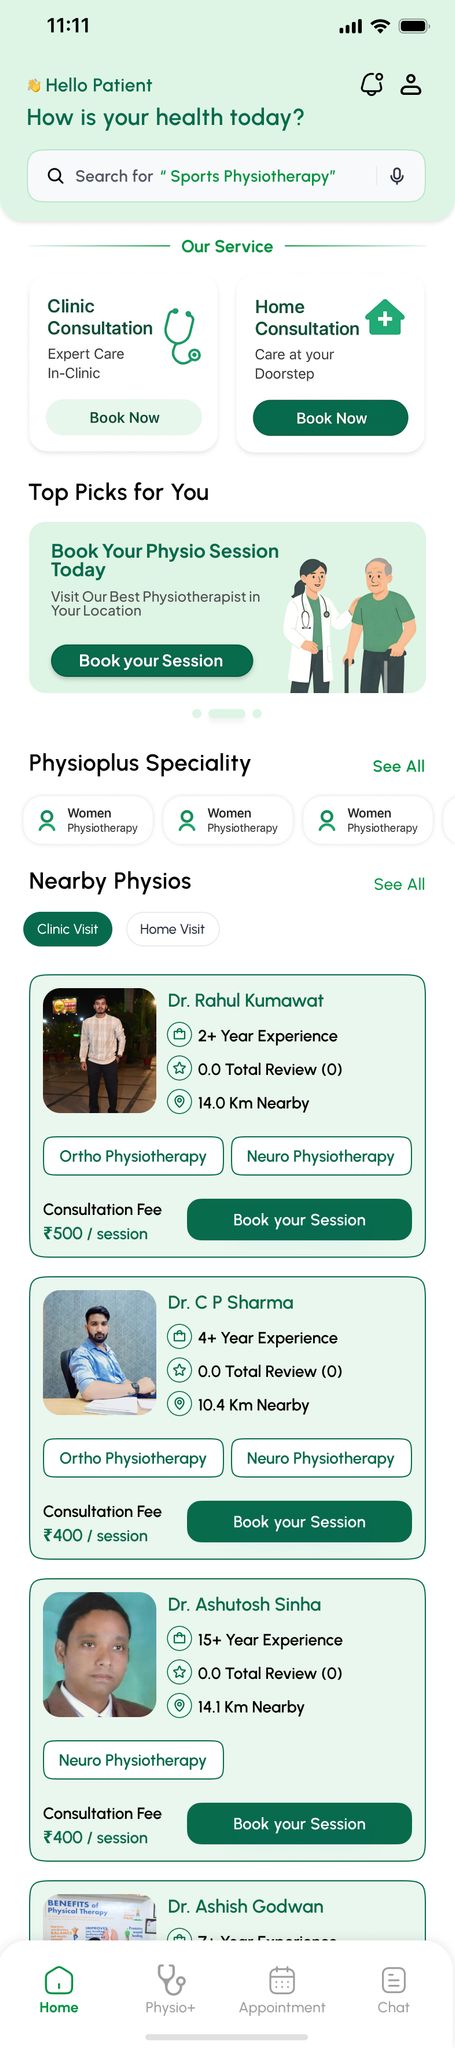 11:11
👋 Hello Patient
How is your health today?
Search for “ Sports Physiotherapy”
Our Service
Clinic
Consultation
Expert Care
In-Clinic
Book Now
Home
Consultation
Care at your
Doorstep
Book Now
Top Picks for You
Book Your Physio Session
Today
Visit Our Best Physiotherapist in
Your Location
Book your Session
Physioplus Speciality
See All
Women
Physiotherapy
Women
Physiotherapy
Women
Physiotherapy
Nearby Physios
See All
Clinic Visit
Home Visit
Dr. Rahul Kumawat
2+ Year Experience
0.0 Total Review (0)
14.0 Km Nearby
Ortho Physiotherapy
Neuro Physiotherapy
Consultation Fee
₹500 / session
Book your Session
Dr. C P Sharma
4+ Year Experience
0.0 Total Review (0)
10.4 Km Nearby
Ortho Physiotherapy
Neuro Physiotherapy
Consultation Fee
₹400 / session
Book your Session
Dr. Ashutosh Sinha
15+ Year Experience
0.0 Total Review (0)
14.1 Km Nearby
Neuro Physiotherapy
Consultation Fee
₹400 / session
Book your Session
BENEFITS of
Physical Therapy
Dr. Ashish Godwan
7+ Year Experience
Home
Physio+
Appointment
Chat